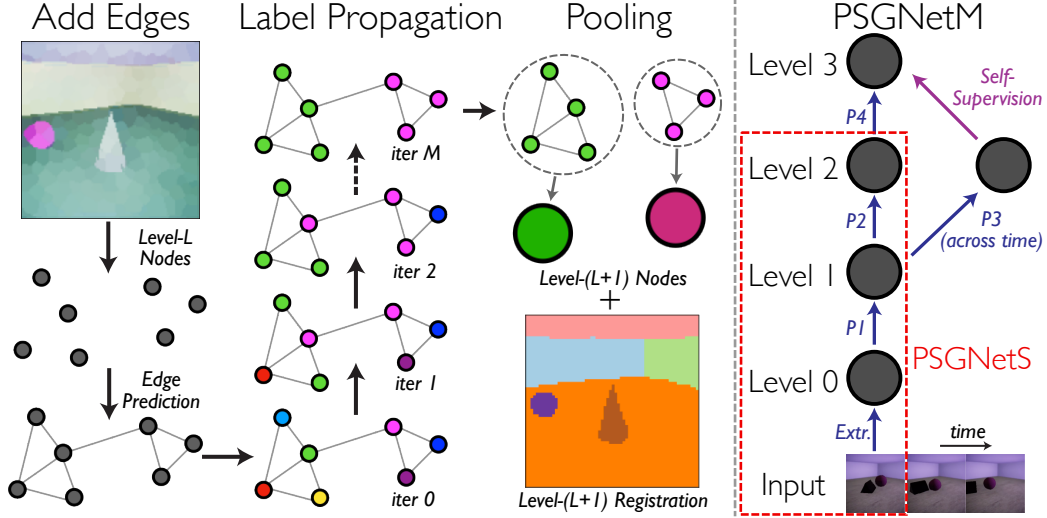 Add Edges
Label Propagation
Pooling
PSGNetM
Level-L
Nodes
Edge
Prediction
iter M
iter 2
iter 1
iter 0
Level-(L+1) Nodes
+
Level-(L+1) Registration
Level 3
Self-
Supervision
P4
Level 2
P2
P3
(across time)
Level 1
P1
PSGNetS
Level 0
Extr.
time
Input